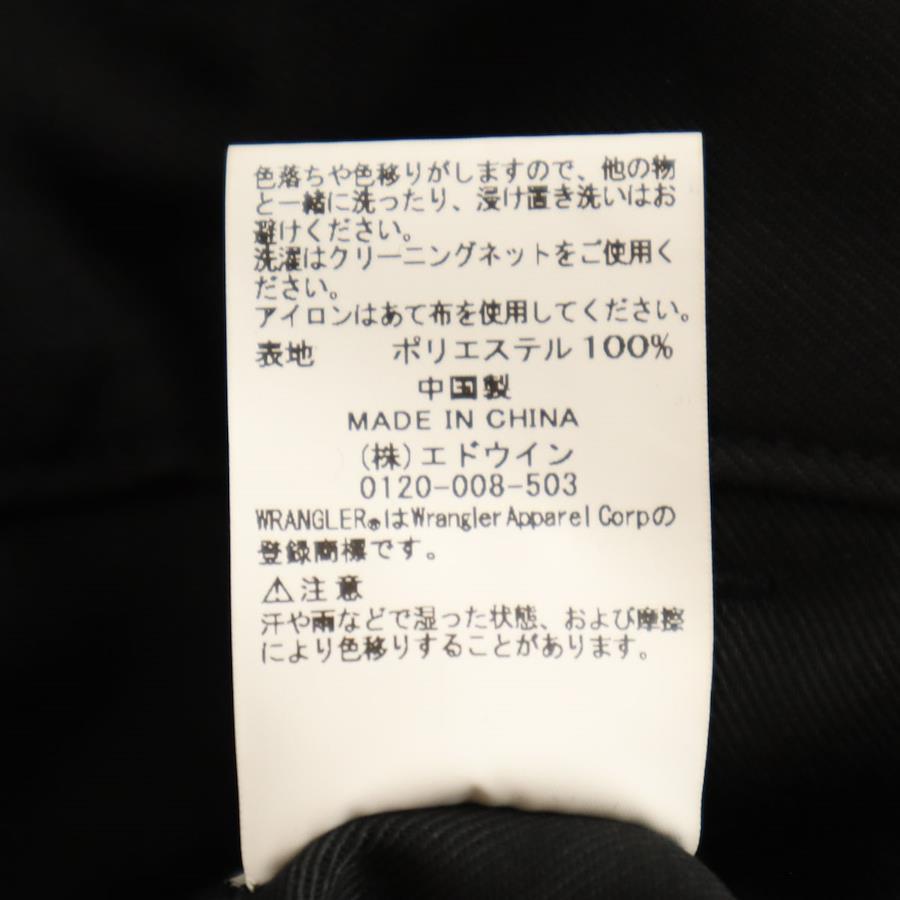 色落ちや色移りがしますので、他の物
と一緒に洗ったり、浸け置き洗いはお
避けください。
洗濯はクリーニングネットをご使用く
ださい。
アイロンはあて布を使用してください。
表地 ポリエステル 100%
中国製
MADE IN CHINA
(株)エドウイン
0120-008-503
WRANGLER®はWrangler Apparel Corpの
登録商標です。
⚠注意
汗や雨などで湿った状態、および摩擦
により色移りすることがあります。